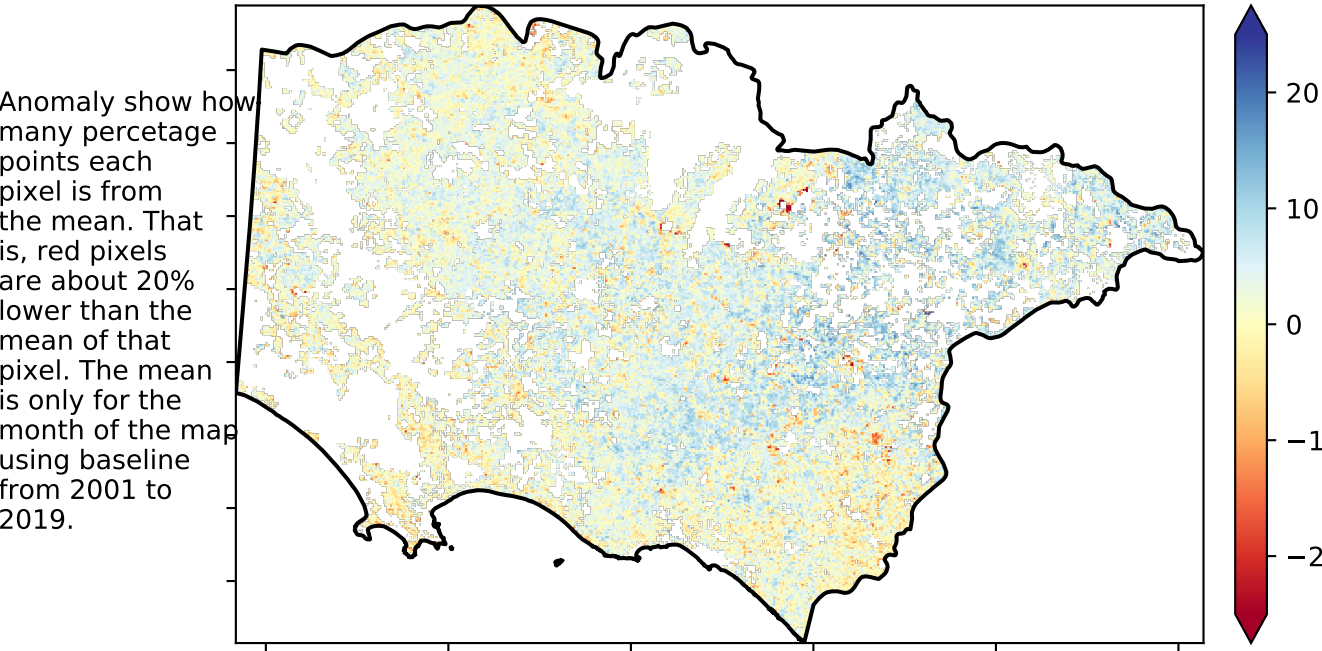 Anomaly show how
many percetage
points each
pixel is from
the mean. That
is, red pixels
are about 20%
lower than the
mean of that
pixel. The mean
is only for the
month of the map
using baseline
from 2001 to
2019.
20
10
0
−1
−2